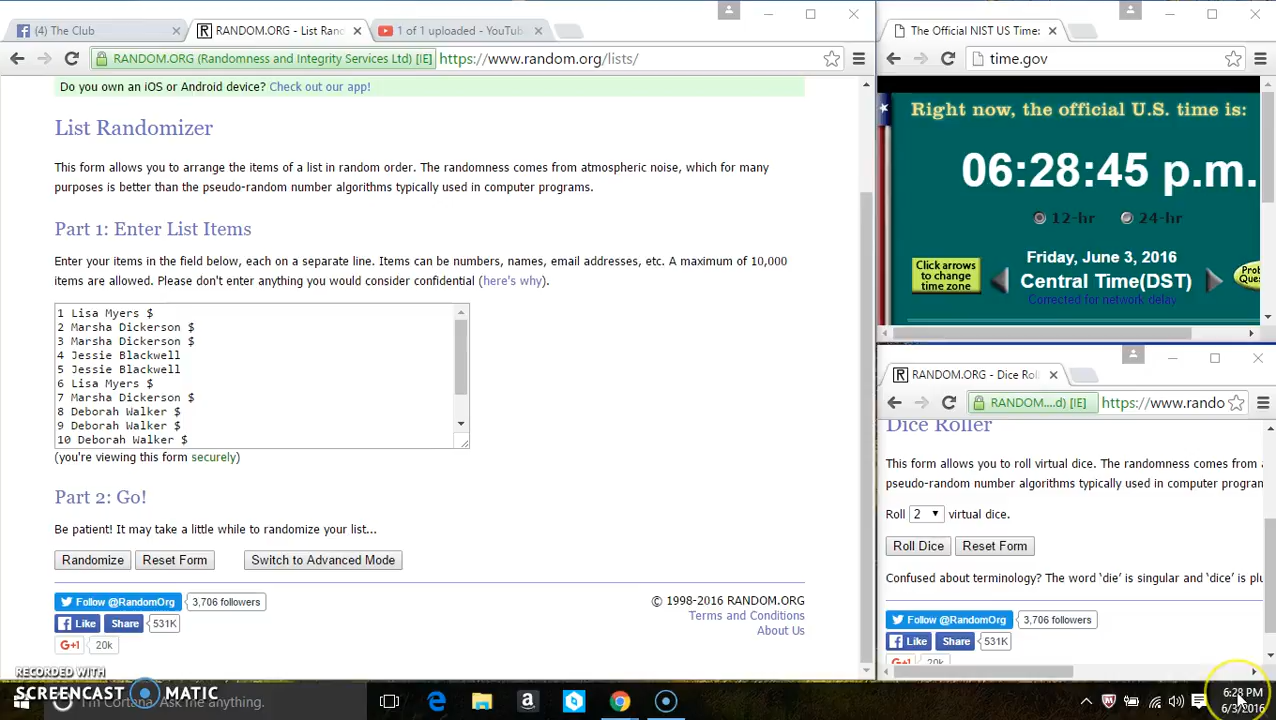 (4) The Club
RANDOM.ORG - List Ran
1 of 1 uploaded - YouTub
RANDOM.ORG (Randomness and Integrity Services Ltd) [IE]
https://www.random.org/lists/
Do you own an iOS or Android device? Check out our app!
List Randomizer
This form allows you to arrange the items of a list in random order. The randomness comes from atmospheric noise, which for many
purposes is better than the pseudo-random number algorithms typically used in computer programs.
Part 1: Enter List Items
Enter your items in the field below, each on a separate line. Items can be numbers, names, email addresses, etc. A maximum of 10,000
items are allowed. Please don't enter anything you would consider confidential (here's why).
1 Lisa Myers $
2 Marsha Dickerson $
3 Marsha Dickerson $
4 Jessie Blackwell
5 Jessie Blackwell
6 Lisa Myers $
7 Marsha Dickerson $
8 Deborah Walker $
9 Deborah Walker $
10 Deborah Walker $
(you're viewing this form securely)
Part 2: Go!
Be patient! It may take a little while to randomize your list...
Randomize
Reset Form
Switch to Advanced Mode
Follow @RandomOrg
3,706 followers
Like
Share
531K
G+1
20k
© 1998-2016 RANDOM.ORG
Terms and Conditions
About Us
The Official NIST US Time:
time.gov
Right now, the official U.S. time is:
06:28:45 p.m.
12-hr
24-hr
Click arrows
to change
time zone
Friday, June 3, 2016
Central Time(DST)
Corrected for network delay
Prob
Que
RANDOM.ORG - Dice Rol
RANDOM....d) [IE]
https://www.rando
Dice Roller
This form allows you to roll virtual dice. The randomness comes from a
pseudo-random number algorithms typically used in computer program
Roll 2 virtual dice.
Roll Dice
Reset Form
Confused about terminology? The word 'die' is singular and 'dice' is plu
Follow @RandomOrg
3,706 followers
Like
Share
531K
G+1
20k
RECORDED WITH
SCREENCAST MATIC
I'm Cortana. Ask me anything.
6:28 PM
6/3/2016